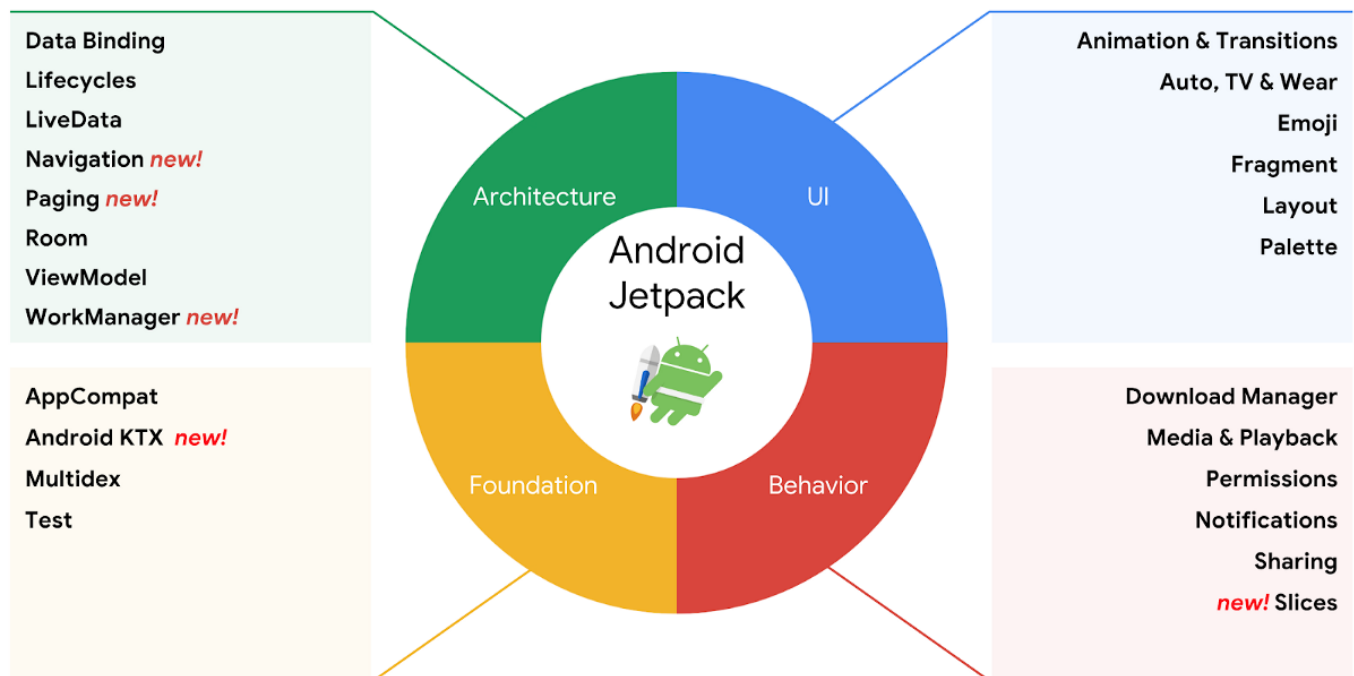 Data Binding
Lifecycles
LiveData
Navigation new!
Paging new!
Room
ViewModel
WorkManager new!
Animation & Transitions
Auto, TV & Wear
Emoji
Fragment
Layout
Palette
Architecture
UI
Android
Jetpack
Foundation
Behavior
AppCompat
Android KTX new!
Multidex
Test
Download Manager
Media & Playback
Permissions
Notifications
Sharing
new! Slices